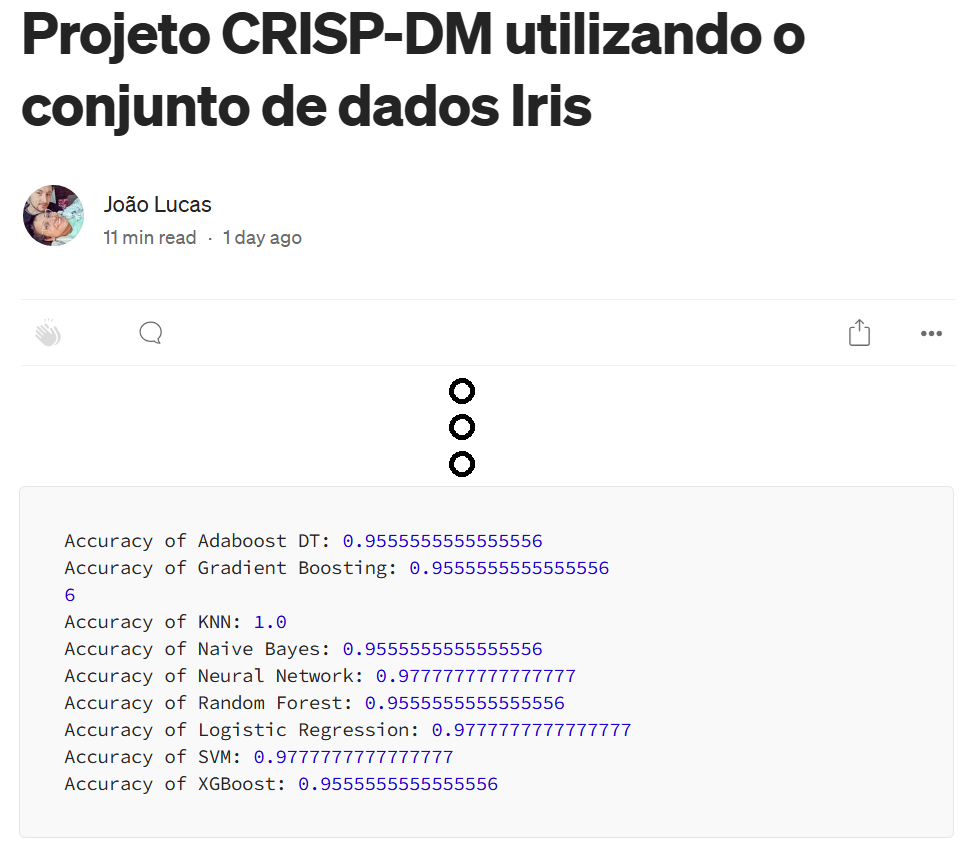 Projeto CRISP-DM utilizando o
conjunto de dados Iris
João Lucas
11 min read · 1 day ago
Accuracy of Adaboost DT: 0.9555555555555556
Accuracy of Gradient Boosting: 0.9555555555555556
6
Accuracy of KNN: 1.0
Accuracy of Naive Bayes: 0.9555555555555556
Accuracy of Neural Network: 0.9777777777777777
Accuracy of Random Forest: 0.9555555555555556
Accuracy of Logistic Regression: 0.9777777777777777
Accuracy of SVM: 0.9777777777777777
Accuracy of XGBoost: 0.9555555555555556